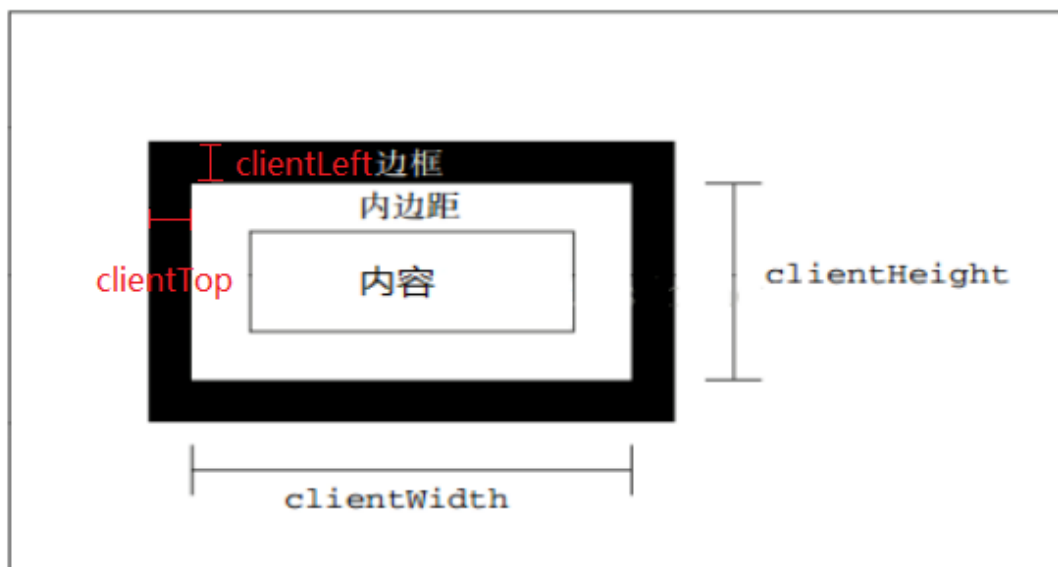 clientLeft边框
内边距
clientTop
内容
clientHeight
clientWidth